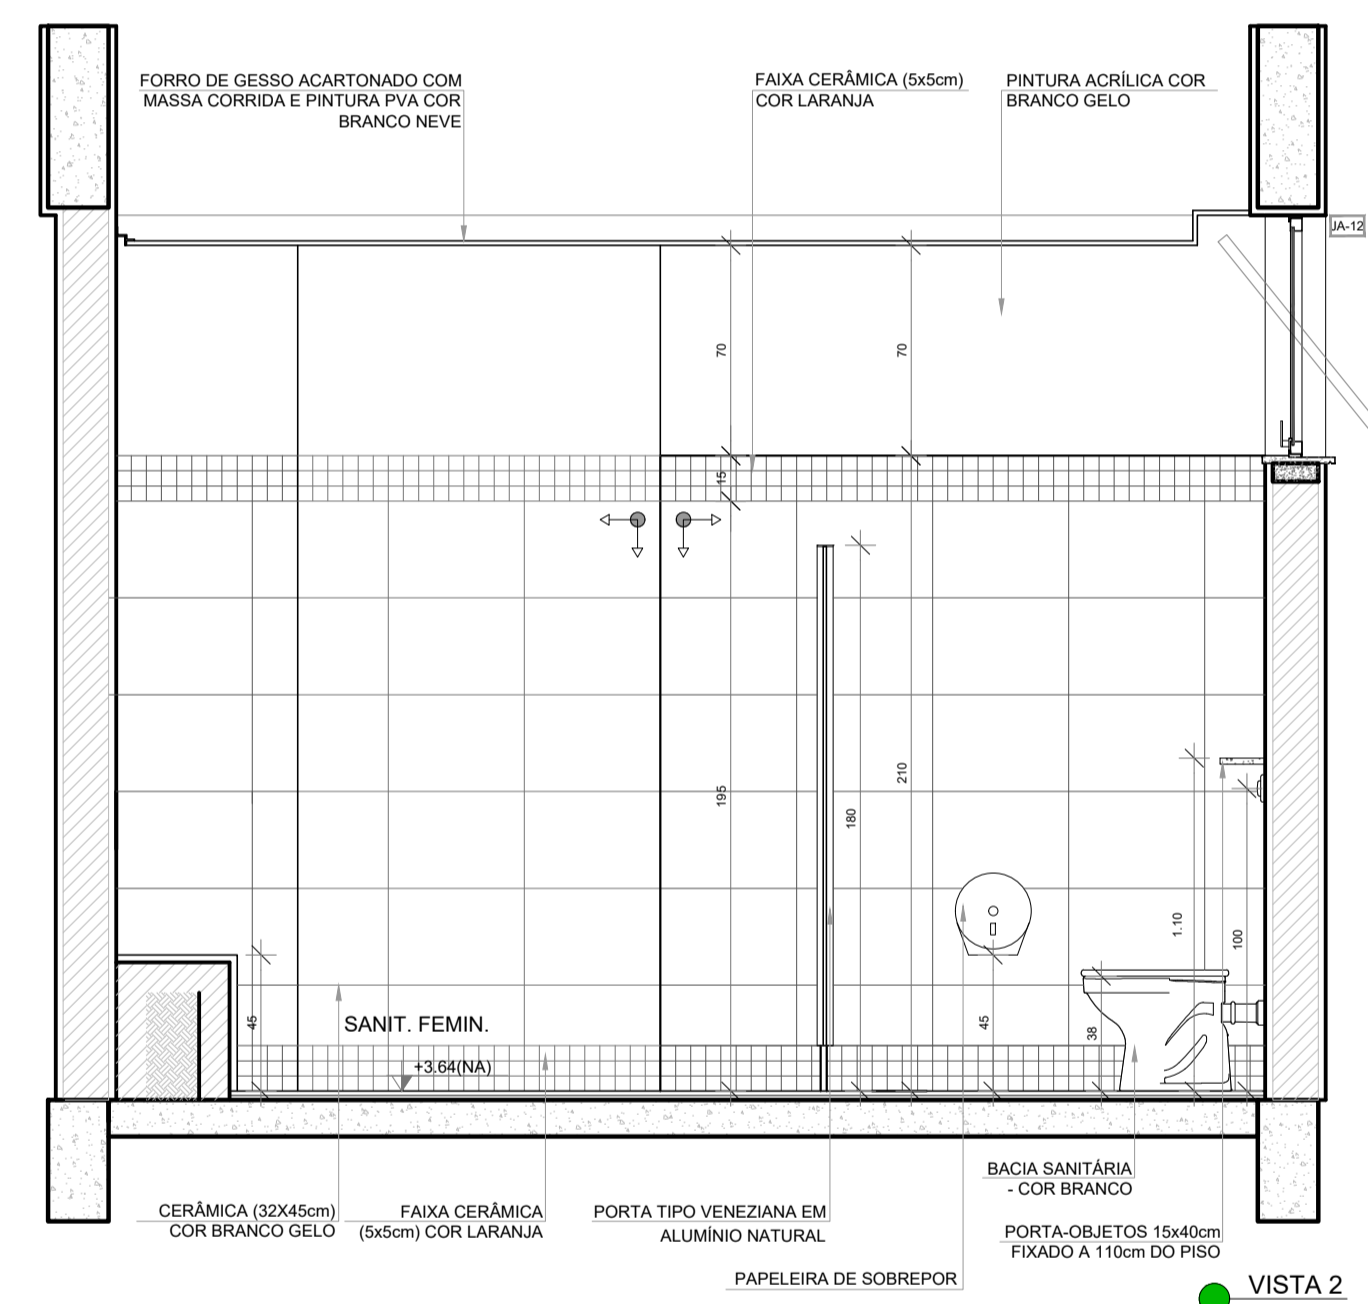 FORRO DE GESSO ACARTONADO COM
MASSA CORRIDA E PINTURA PVA COR
BRANCO NEVE
FAIXA CERÂMICA (5x5cm)
COR LARANJA
PINTURA ACRÍLICA COR
BRANCO GELO
JA-12
70
70
15
195
180
210
1.10
100
45
45
38
SANIT. FEMIN.
+3.64(NA)
CERÂMICA (32X45cm)
COR BRANCO GELO
FAIXA CERÂMICA
(5x5cm) COR LARANJA
PORTA TIPO VENEZIANA EM
ALUMÍNIO NATURAL
PAPELEIRA DE SOBREPOR
BACIA SANITÁRIA
- COR BRANCO
PORTA-OBJETOS 15x40cm
FIXADO A 110cm DO PISO
VISTA 2